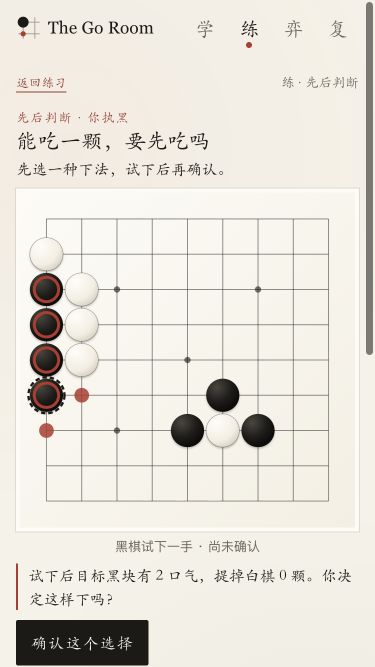 The Go Room 学 练 弈 复
返回练习 练·先后判断
先后判断·你执黑
能吃一颗，要先吃吗
先选一种下法，试下后再确认。
黑棋试下一手·尚未确认
试下后目标黑块有 2 口气，提掉白棋 0 颗。你决
定这样下吗？
确认这个选择